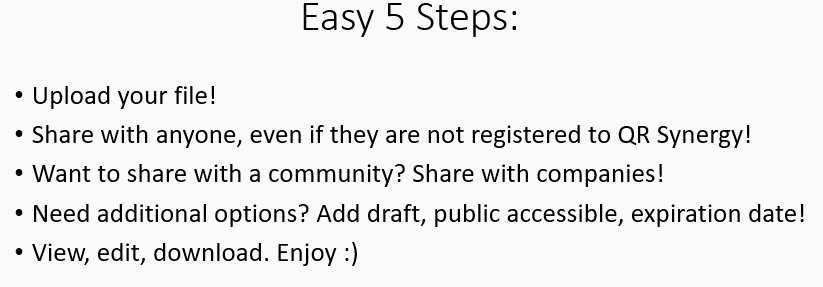 Easy 5 Steps:
• Upload your file!
• Share with anyone, even if they are not registered to QR Synergy!
• Want to share with a community? Share with companies!
• Need additional options? Add draft, public accessible, expiration date!
• View, edit, download. Enjoy :)